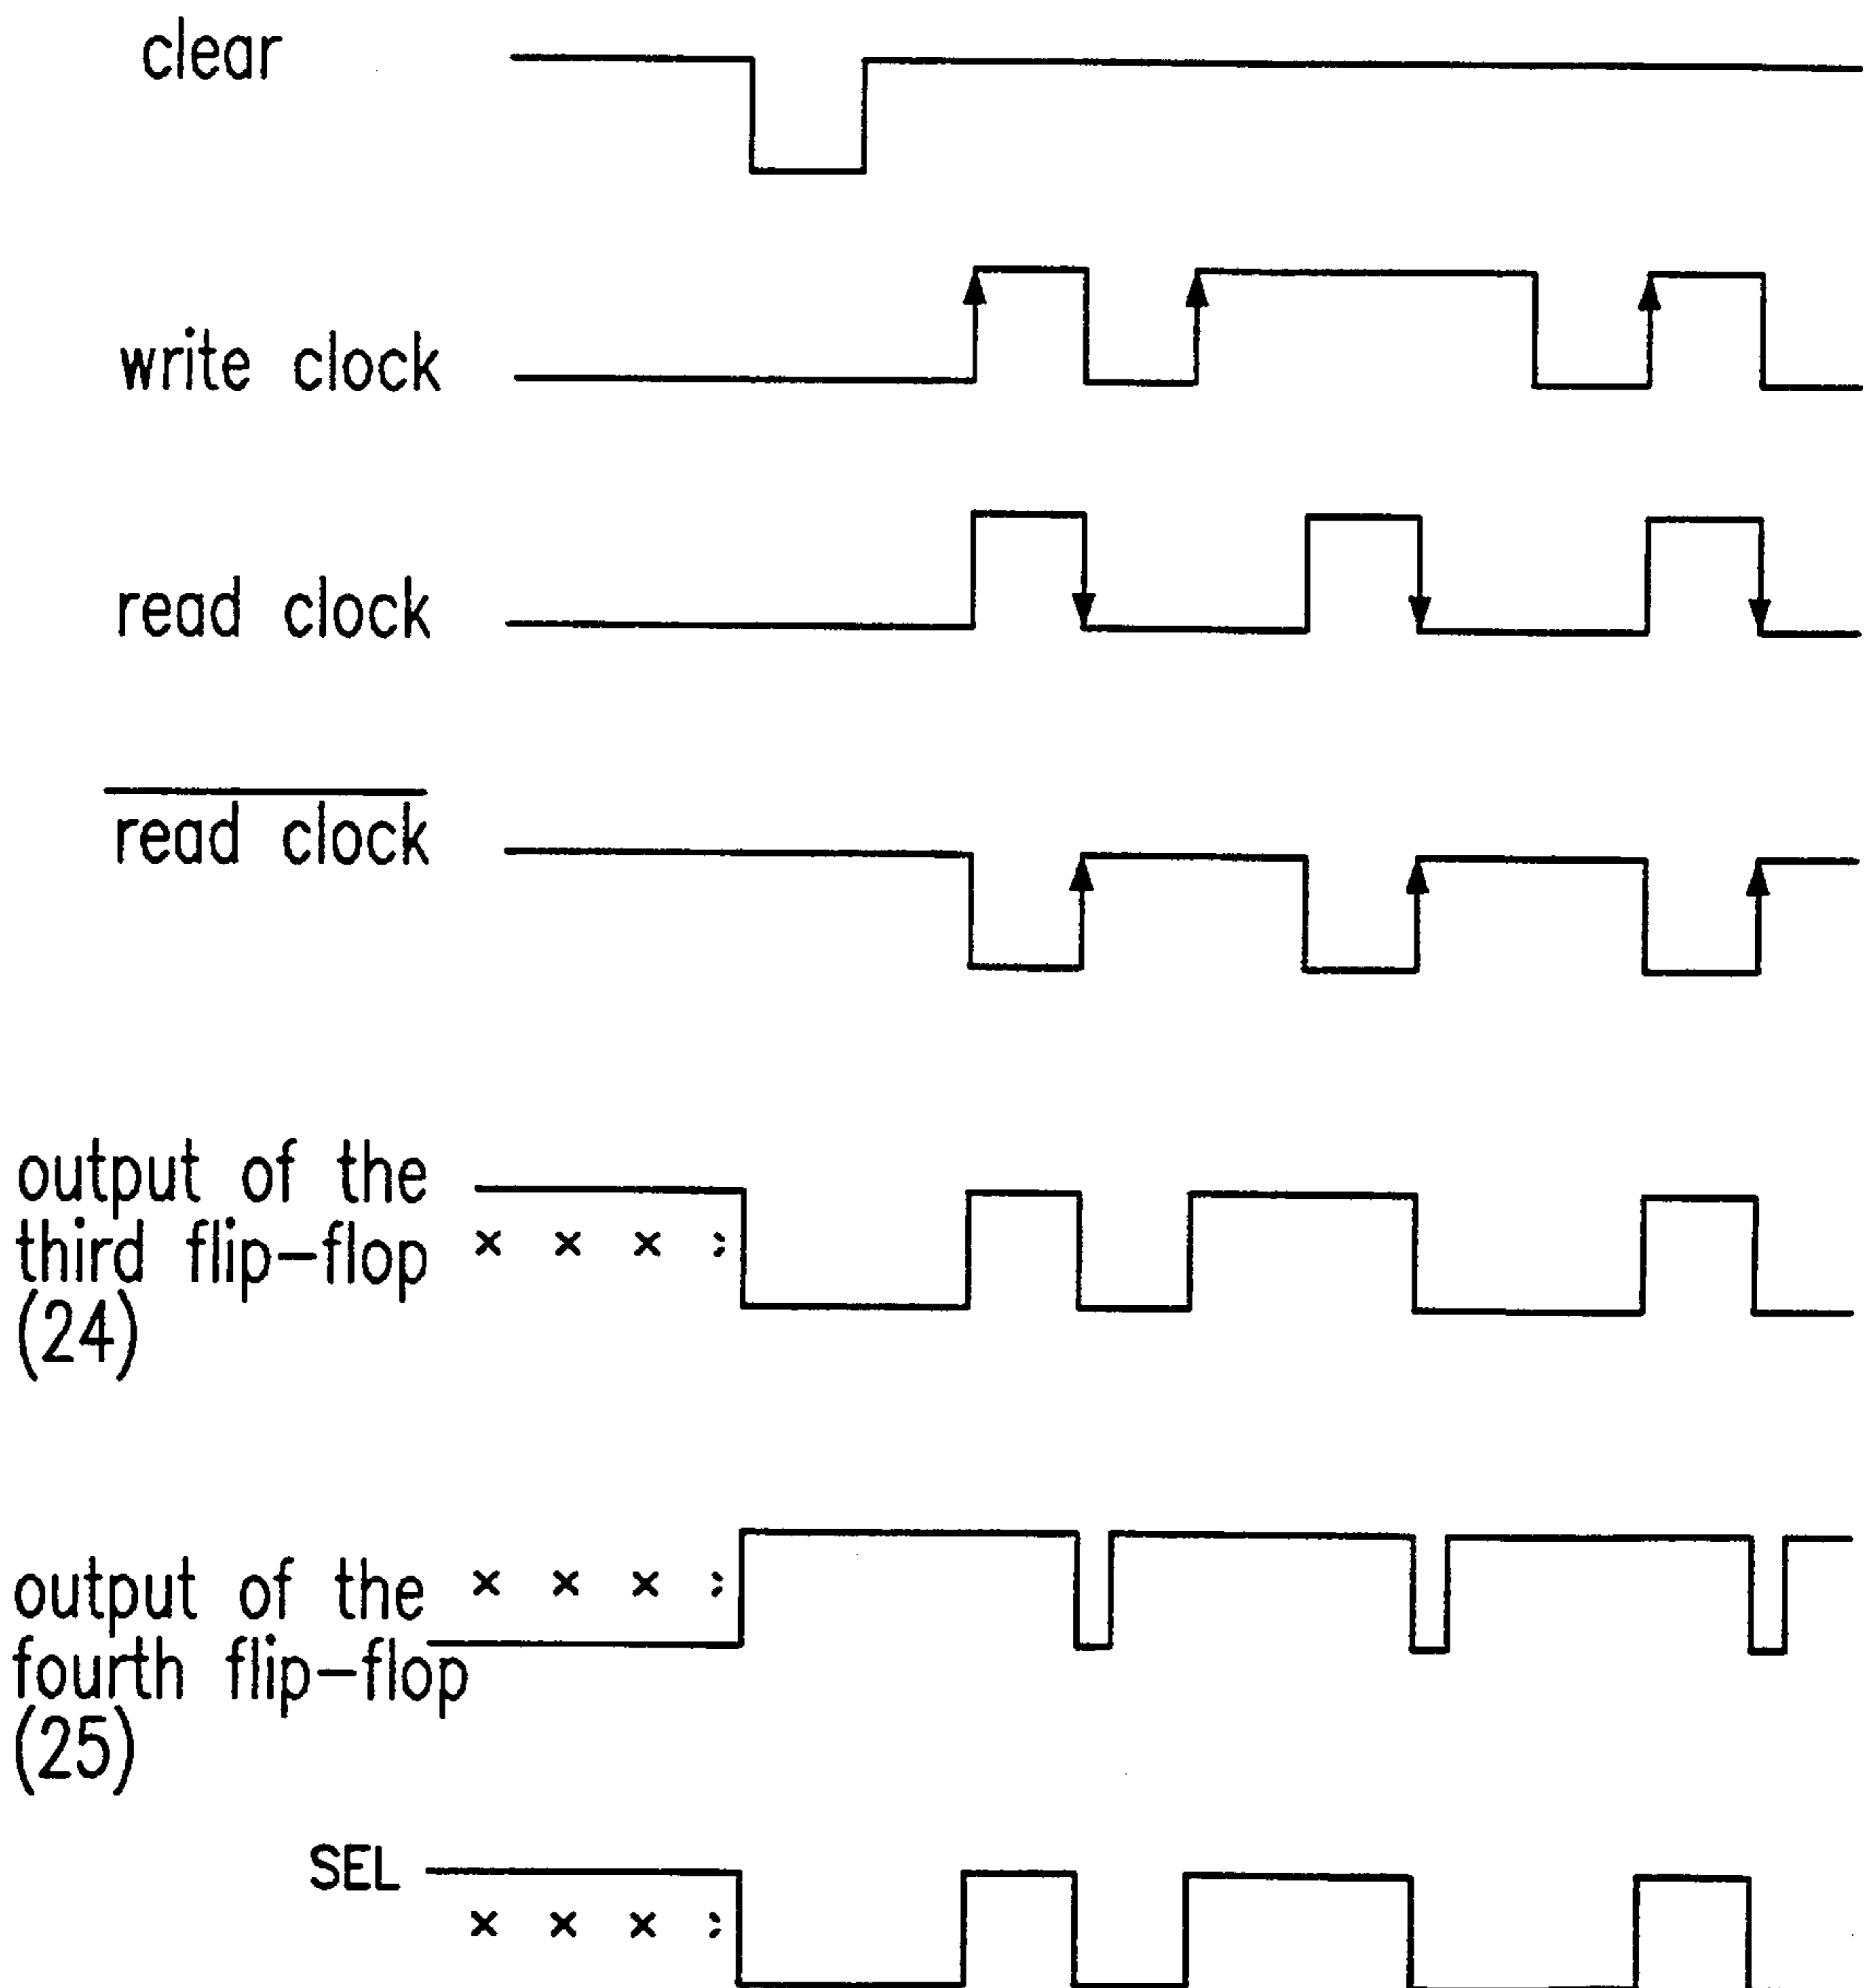 clear
write clock
read clock
read clock
output of the
third flip-flop
(24)
x x x
output of the
fourth flip-flop
(25)
x x x
SEL
x x x